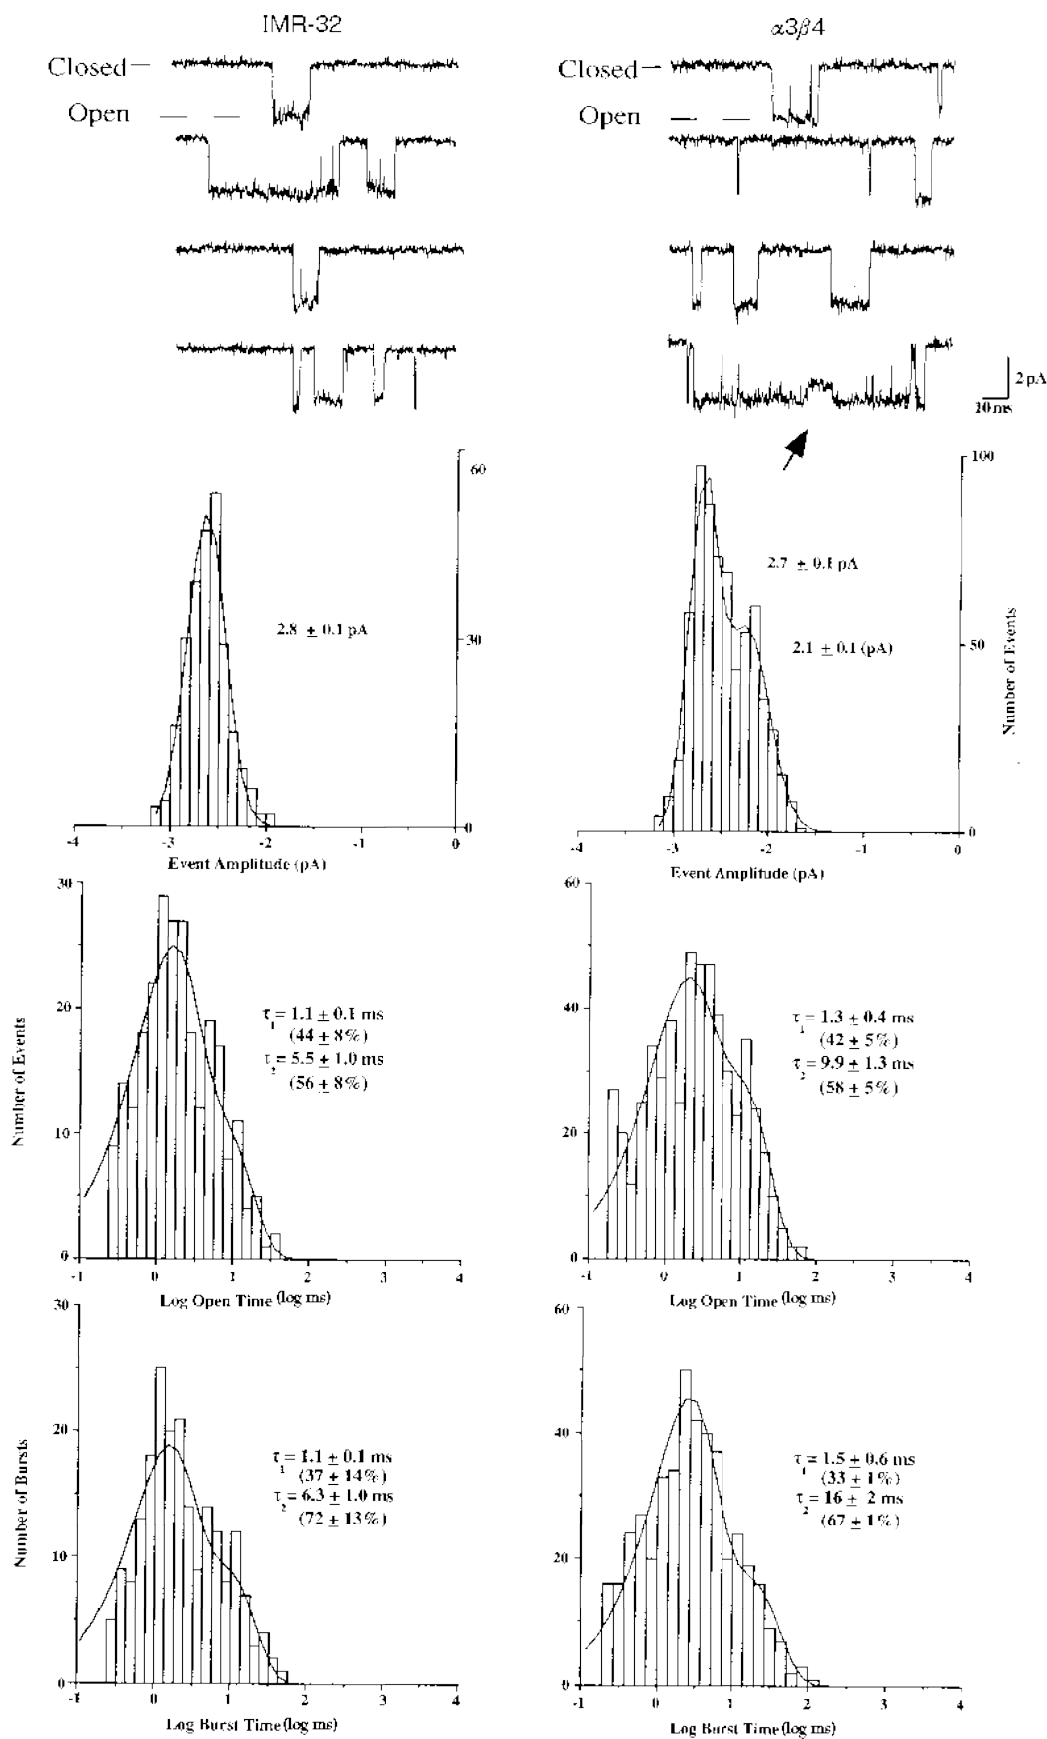 IMR-32
α3β4
Closed
Open
Closed
Open
2 pA
20 ms
60
30
0
2.8 ± 0.1 pA
-4 -3 -2 -1 0
Event Amplitude (pA)
100
50
0
Number of Events
2.7 ± 0.1 pA
2.1 ± 0.1 (pA)
-4 -3 -2 -1 0
Event Amplitude (pA)
30
20
10
0
Number of Events
τ1 = 1.1 ± 0.1 ms
(44 ± 8%)
τ2 = 5.5 ± 1.0 ms
(56 ± 8%)
-1 0 1 2 3 4
Log Open Time (log ms)
60
40
20
0
τ1 = 1.3 ± 0.4 ms
(42 ± 5%)
τ2 = 9.9 ± 1.3 ms
(58 ± 5%)
-1 0 1 2 3 4
Log Open Time (log ms)
30
20
10
0
Number of Bursts
τ1 = 1.1 ± 0.1 ms
(37 ± 14%)
τ2 = 6.3 ± 1.0 ms
(72 ± 13%)
-1 0 1 2 3 4
Log Burst Time (log ms)
60
40
20
0
τ1 = 1.5 ± 0.6 ms
(33 ± 1%)
τ2 = 16 ± 2 ms
(67 ± 1%)
-1 0 1 2 3 4
Log Burst Time (log ms)